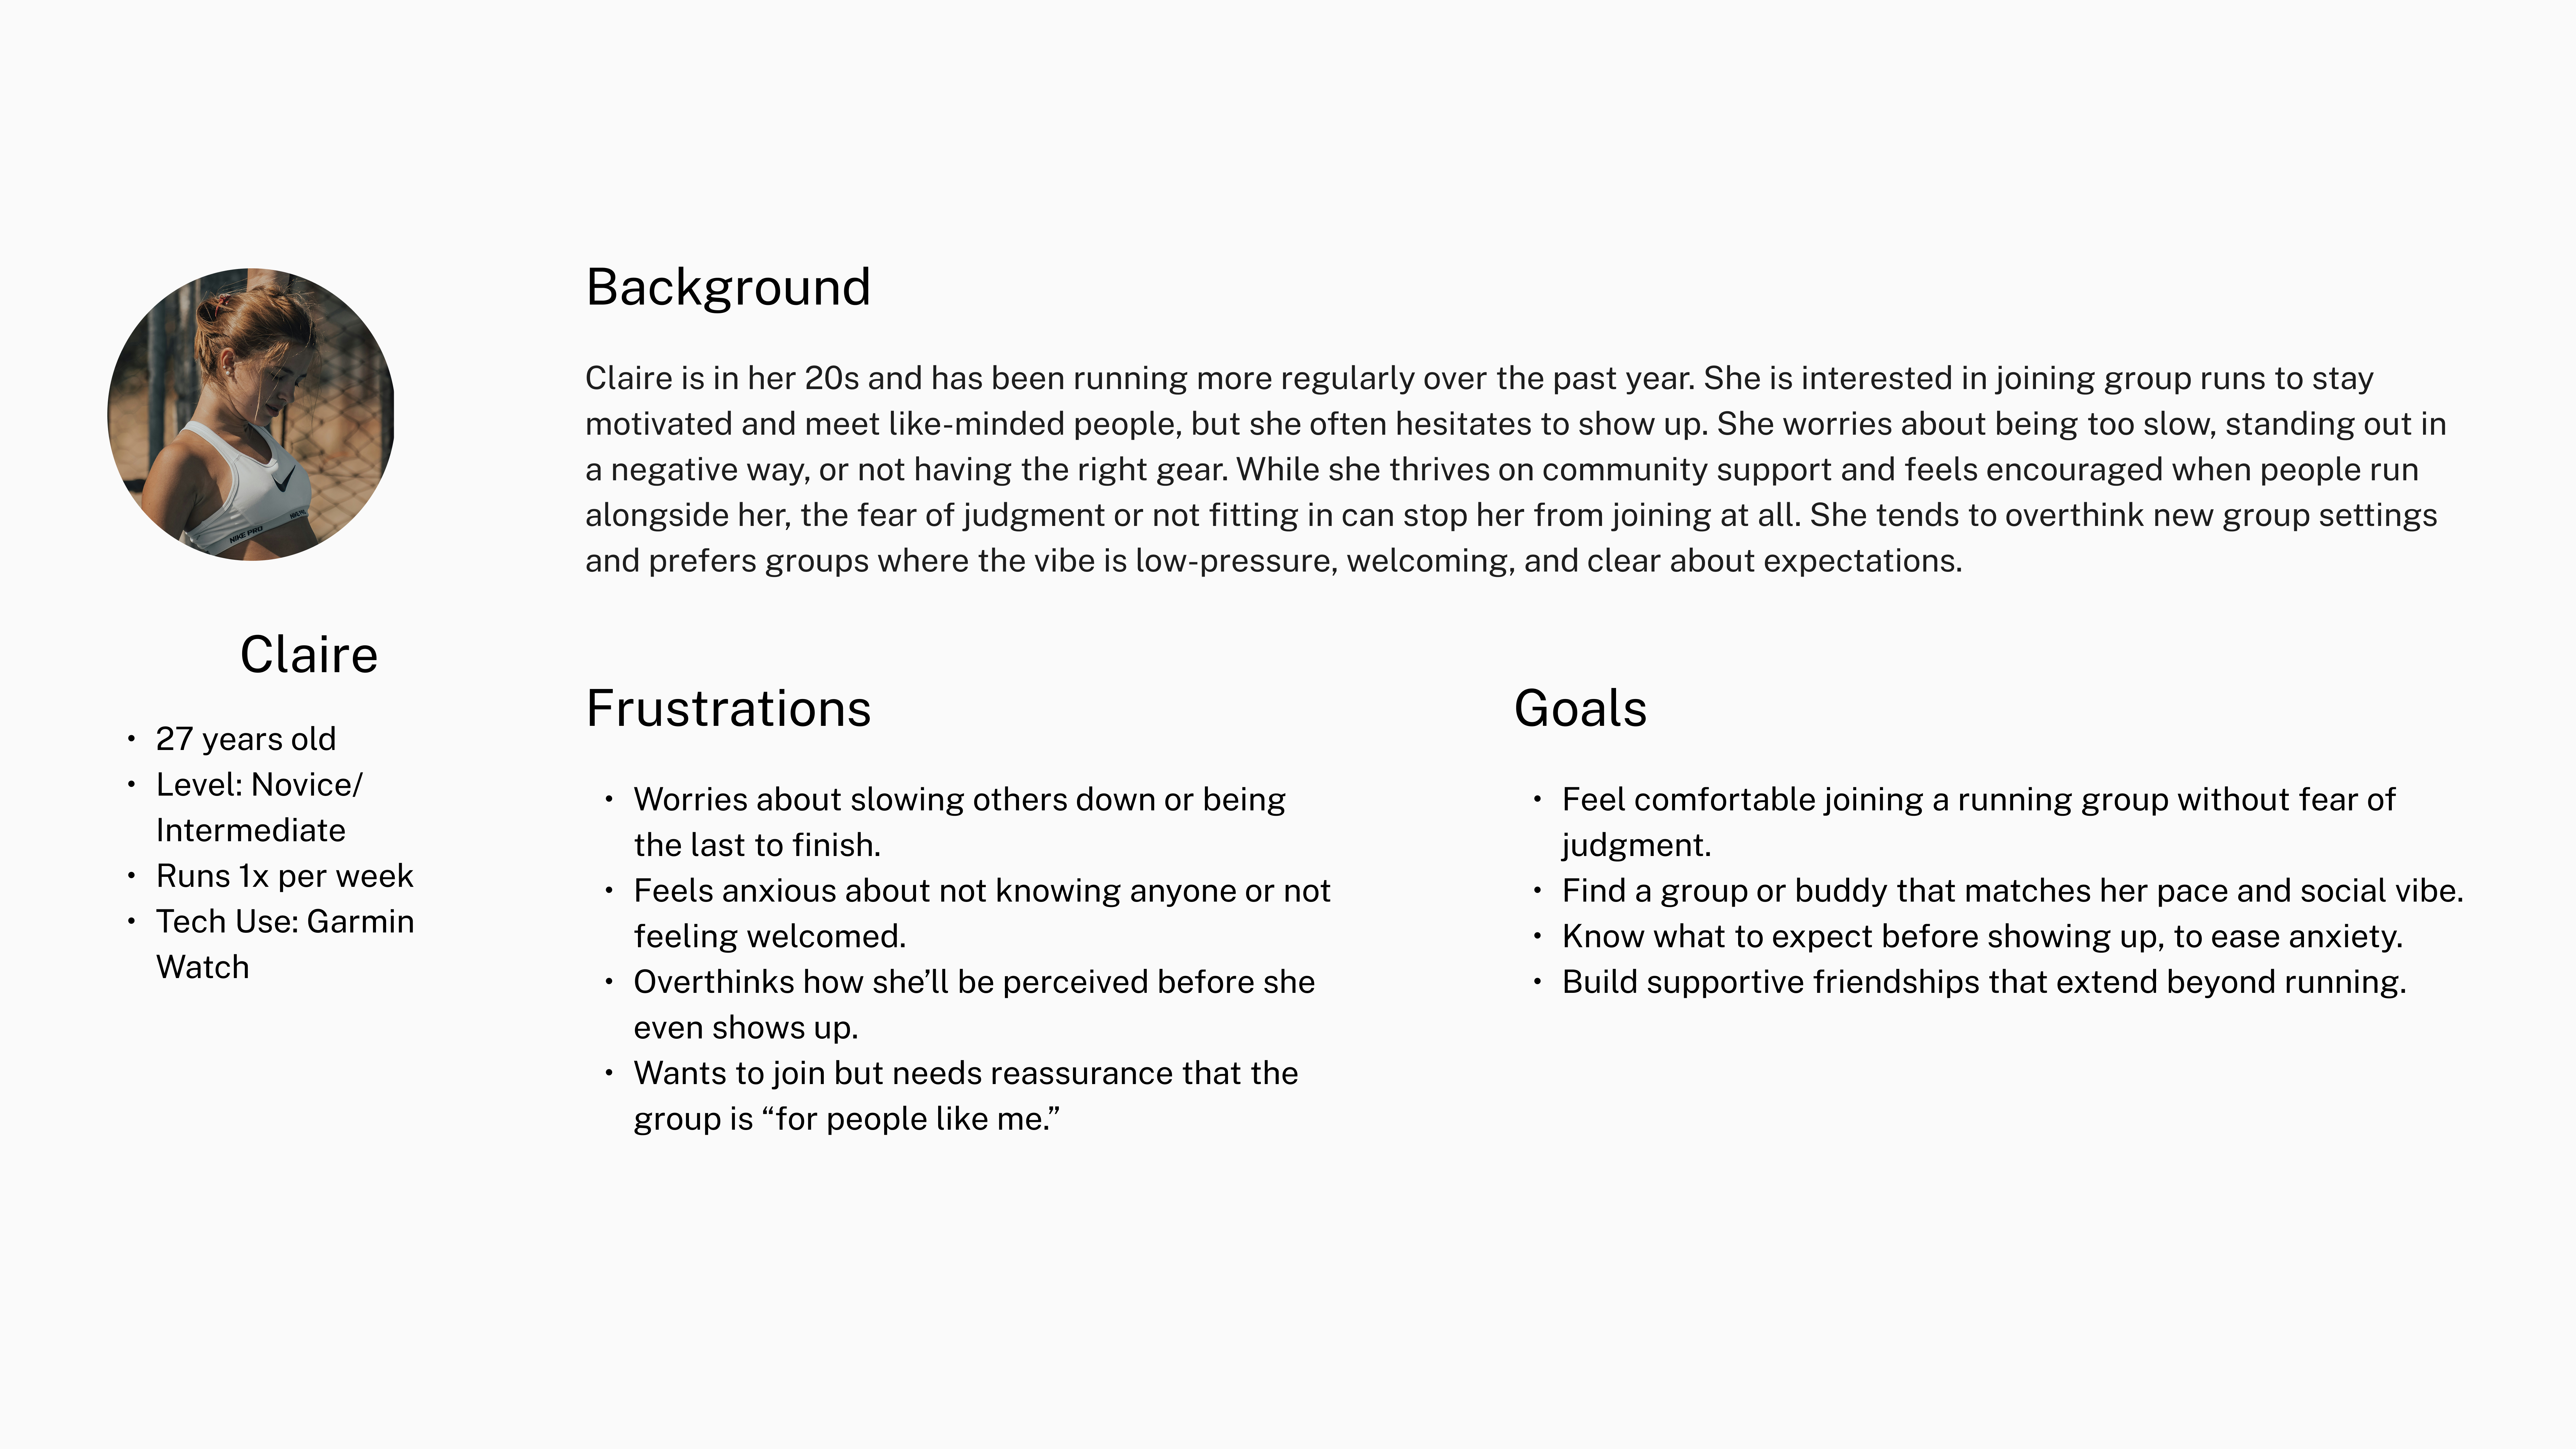 Background
Claire is in her 20s and has been running more regularly over the past year. She is interested in joining group runs to stay
motivated and meet like-minded people, but she often hesitates to show up. She worries about being too slow, standing out in
a negative way, or not having the right gear. While she thrives on community support and feels encouraged when people run
alongside her, the fear of judgment or not fitting in can stop her from joining at all. She tends to overthink new group settings
and prefers groups where the vibe is low-pressure, welcoming, and clear about expectations.
NIKE PRO
Claire
• 27 years old
• Level: Novice/
Intermediate
• Runs 1x per week
• Tech Use: Garmin
Watch
Frustrations
• Worries about slowing others down or being
the last to finish.
• Feels anxious about not knowing anyone or not
feeling welcomed.
• Overthinks how she’ll be perceived before she
even shows up.
• Wants to join but needs reassurance that the
group is “for people like me.”
Goals
• Feel comfortable joining a running group without fear of
judgment.
• Find a group or buddy that matches her pace and social vibe.
• Know what to expect before showing up, to ease anxiety.
• Build supportive friendships that extend beyond running.